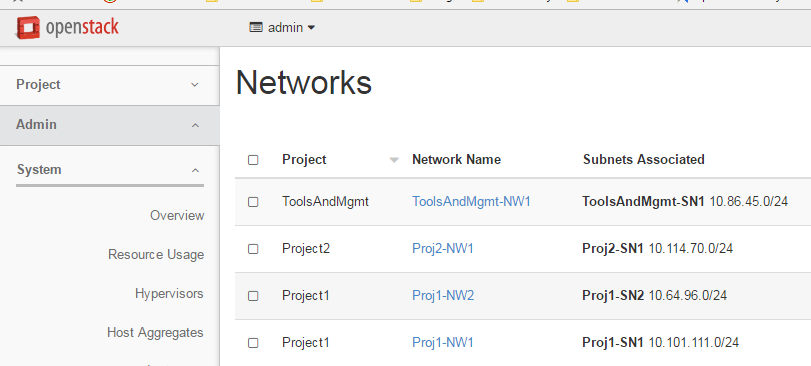 openstack
admin
Project
Admin
System
Overview
Resource Usage
Hypervisors
Host Aggregates
Networks
Project Network Name Subnets Associated
ToolsAndMgmt ToolsAndMgmt-NW1 ToolsAndMgmt-SN1 10.86.45.0/24
Project2 Proj2-NW1 Proj2-SN1 10.114.70.0/24
Project1 Proj1-NW2 Proj1-SN2 10.64.96.0/24
Project1 Proj1-NW1 Proj1-SN1 10.101.111.0/24